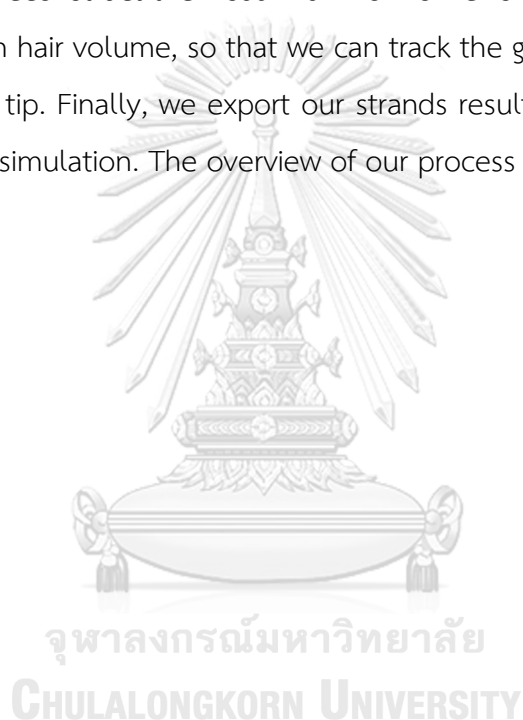 n hair volume, so that we can track the g
tip. Finally, we export our strands result
simulation. The overview of our process
จุฬาลงกรณ์มหาวิทยาลัย
CHULALONGKORN UNIVERSITY